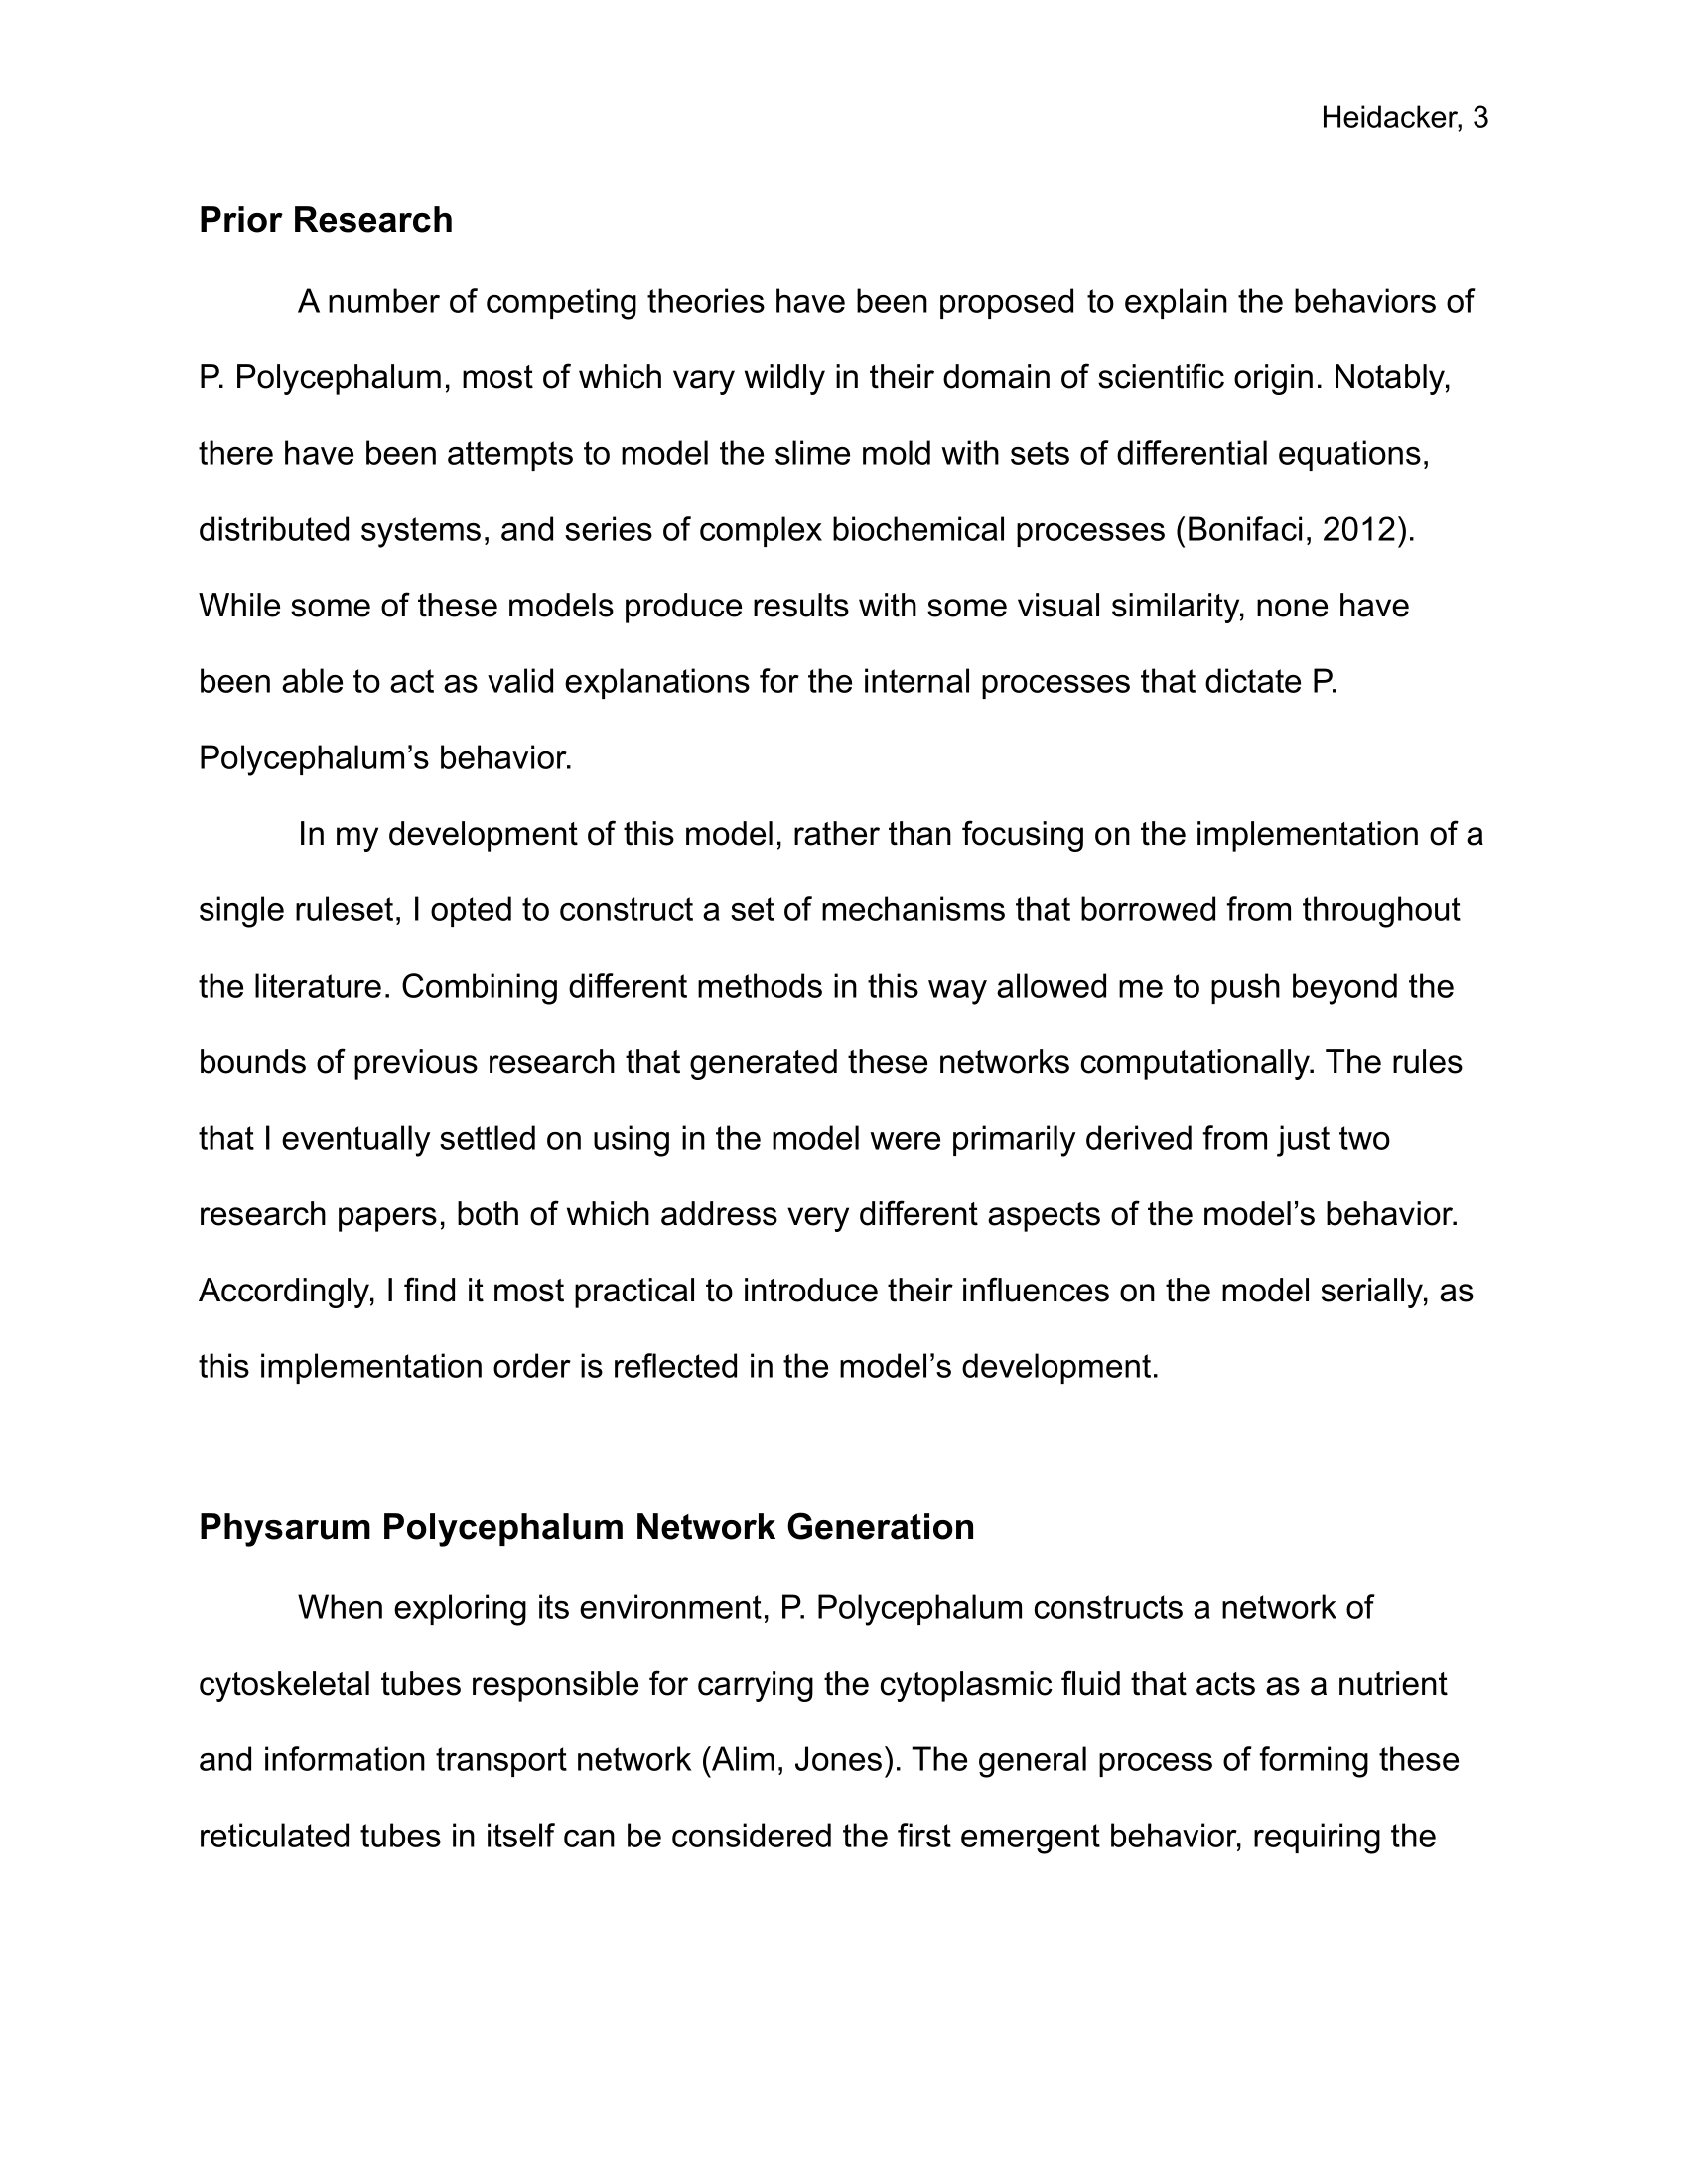 Heidacker, 3
Prior Research
A number of competing theories have been proposed to explain the behaviors of
P. Polycephalum, most of which vary wildly in their domain of scientific origin. Notably,
there have been attempts to model the slime mold with sets of differential equations,
distributed systems, and series of complex biochemical processes (Bonifaci, 2012).
While some of these models produce results with some visual similarity, none have
been able to act as valid explanations for the internal processes that dictate P.
Polycephalum’s behavior.
In my development of this model, rather than focusing on the implementation of a
single ruleset, I opted to construct a set of mechanisms that borrowed from throughout
the literature. Combining different methods in this way allowed me to push beyond the
bounds of previous research that generated these networks computationally. The rules
that I eventually settled on using in the model were primarily derived from just two
research papers, both of which address very different aspects of the model’s behavior.
Accordingly, I find it most practical to introduce their influences on the model serially, as
this implementation order is reflected in the model’s development.
Physarum Polycephalum Network Generation
When exploring its environment, P. Polycephalum constructs a network of
cytoskeletal tubes responsible for carrying the cytoplasmic fluid that acts as a nutrient
and information transport network (Alim, Jones). The general process of forming these
reticulated tubes in itself can be considered the first emergent behavior, requiring the